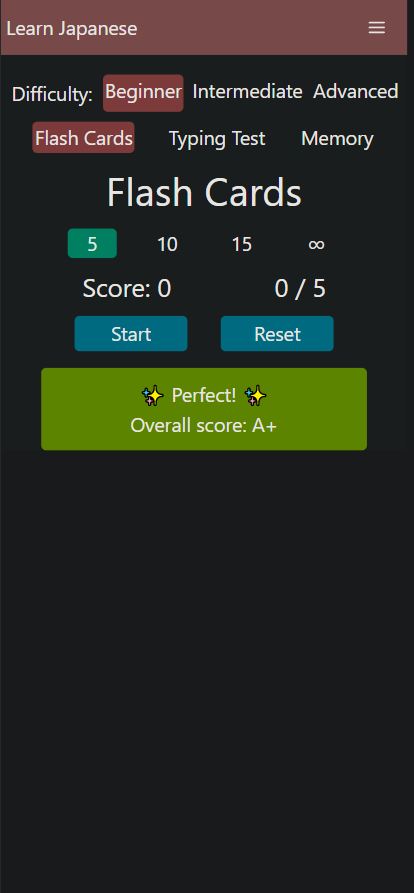 Learn Japanese
Difficulty: Beginner Intermediate Advanced
Flash Cards Typing Test Memory
Flash Cards
5 10 15 ∞
Score: 0 0 / 5
Start Reset
✨ Perfect! ✨
Overall score: A+